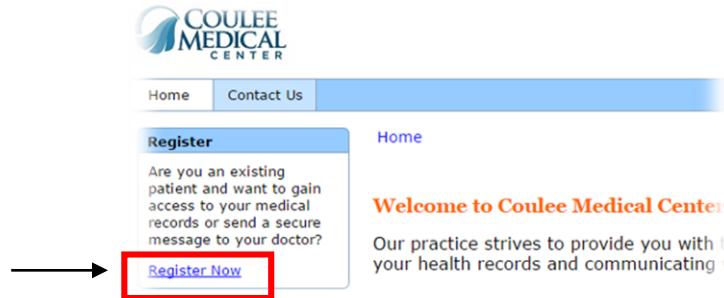 COULEE
MEDICAL
CENTER
Home
Contact Us
Register
Are you an existing
patient and want to gain
access to your medical
records or send a secure
message to your doctor?
Register Now
Home
Welcome to Coulee Medical Center
Our practice strives to provide you with
your health records and communicating